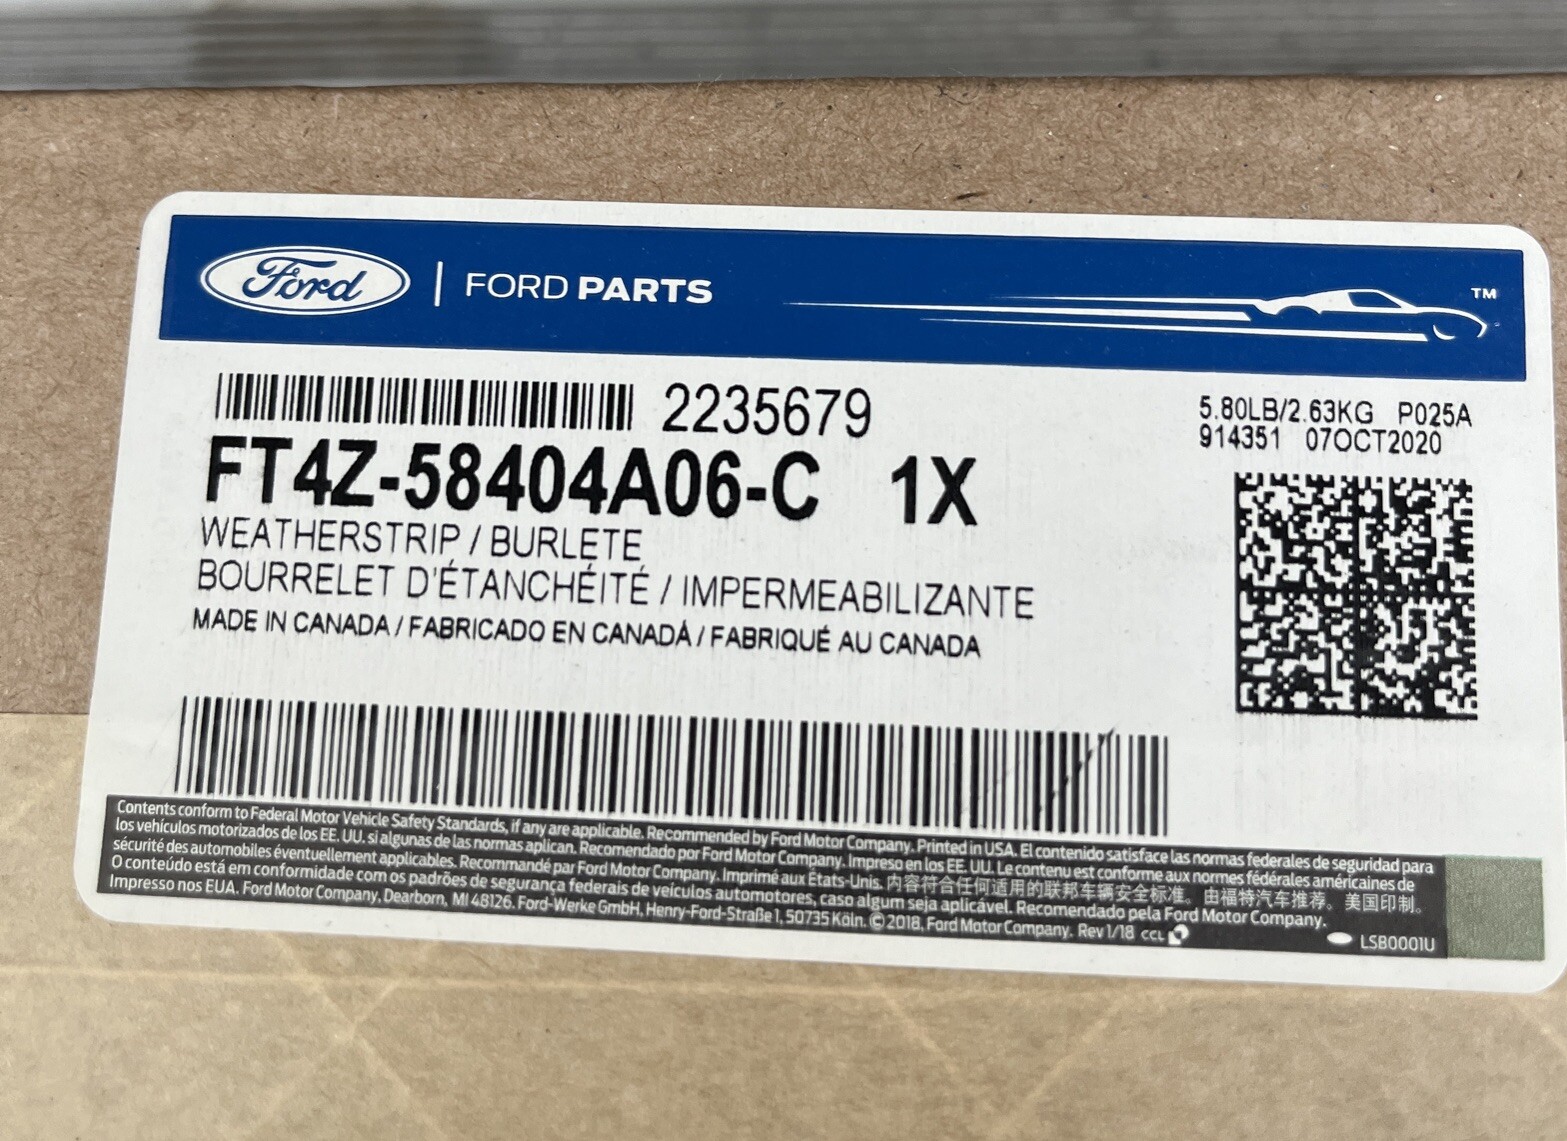 Ford | FORD PARTS ™
2235679
5.80LB/2.63KG P025A
914351 07OCT2020
FT4Z-58404A06-C 1X
WEATHERSTRIP / BURLETE
BOURRELET D'ÉTANCHÉITÉ / IMPERMEABILIZANTE
MADE IN CANADA / FABRICADO EN CANADÁ / FABRIQUÉ AU CANADA
Contents conform to Federal Motor Vehicle Safety Standards, if any are applicable. Recommended by Ford Motor Company. Printed in USA. El contenido satisface las normas federales de seguridad para
los vehículos motorizados de los EE. UU. si algunas de las normas aplican. Recomendado por Ford Motor Company. Impreso en los EE. UU. Le contenu est conforme aux normes fédérales américaines de
sécurité des automobiles éventuellement applicables. Recommandé par Ford Motor Company. Imprimé aux États-Unis. 内容符合任何适用的联邦车辆安全标准。由福特汽车推荐。美国印制。
O conteúdo está em conformidade com os padrões de segurança federais de veículos automotores, caso algum seja aplicável. Recomendado pela Ford Motor Company.
Impresso nos EUA. Ford Motor Company, Dearborn, MI 48126. Ford-Werke GmbH, Henry-Ford-Straße 1, 50735 Köln. © 2018, Ford Motor Company. Rev 1/18 CCL
LSB0001U